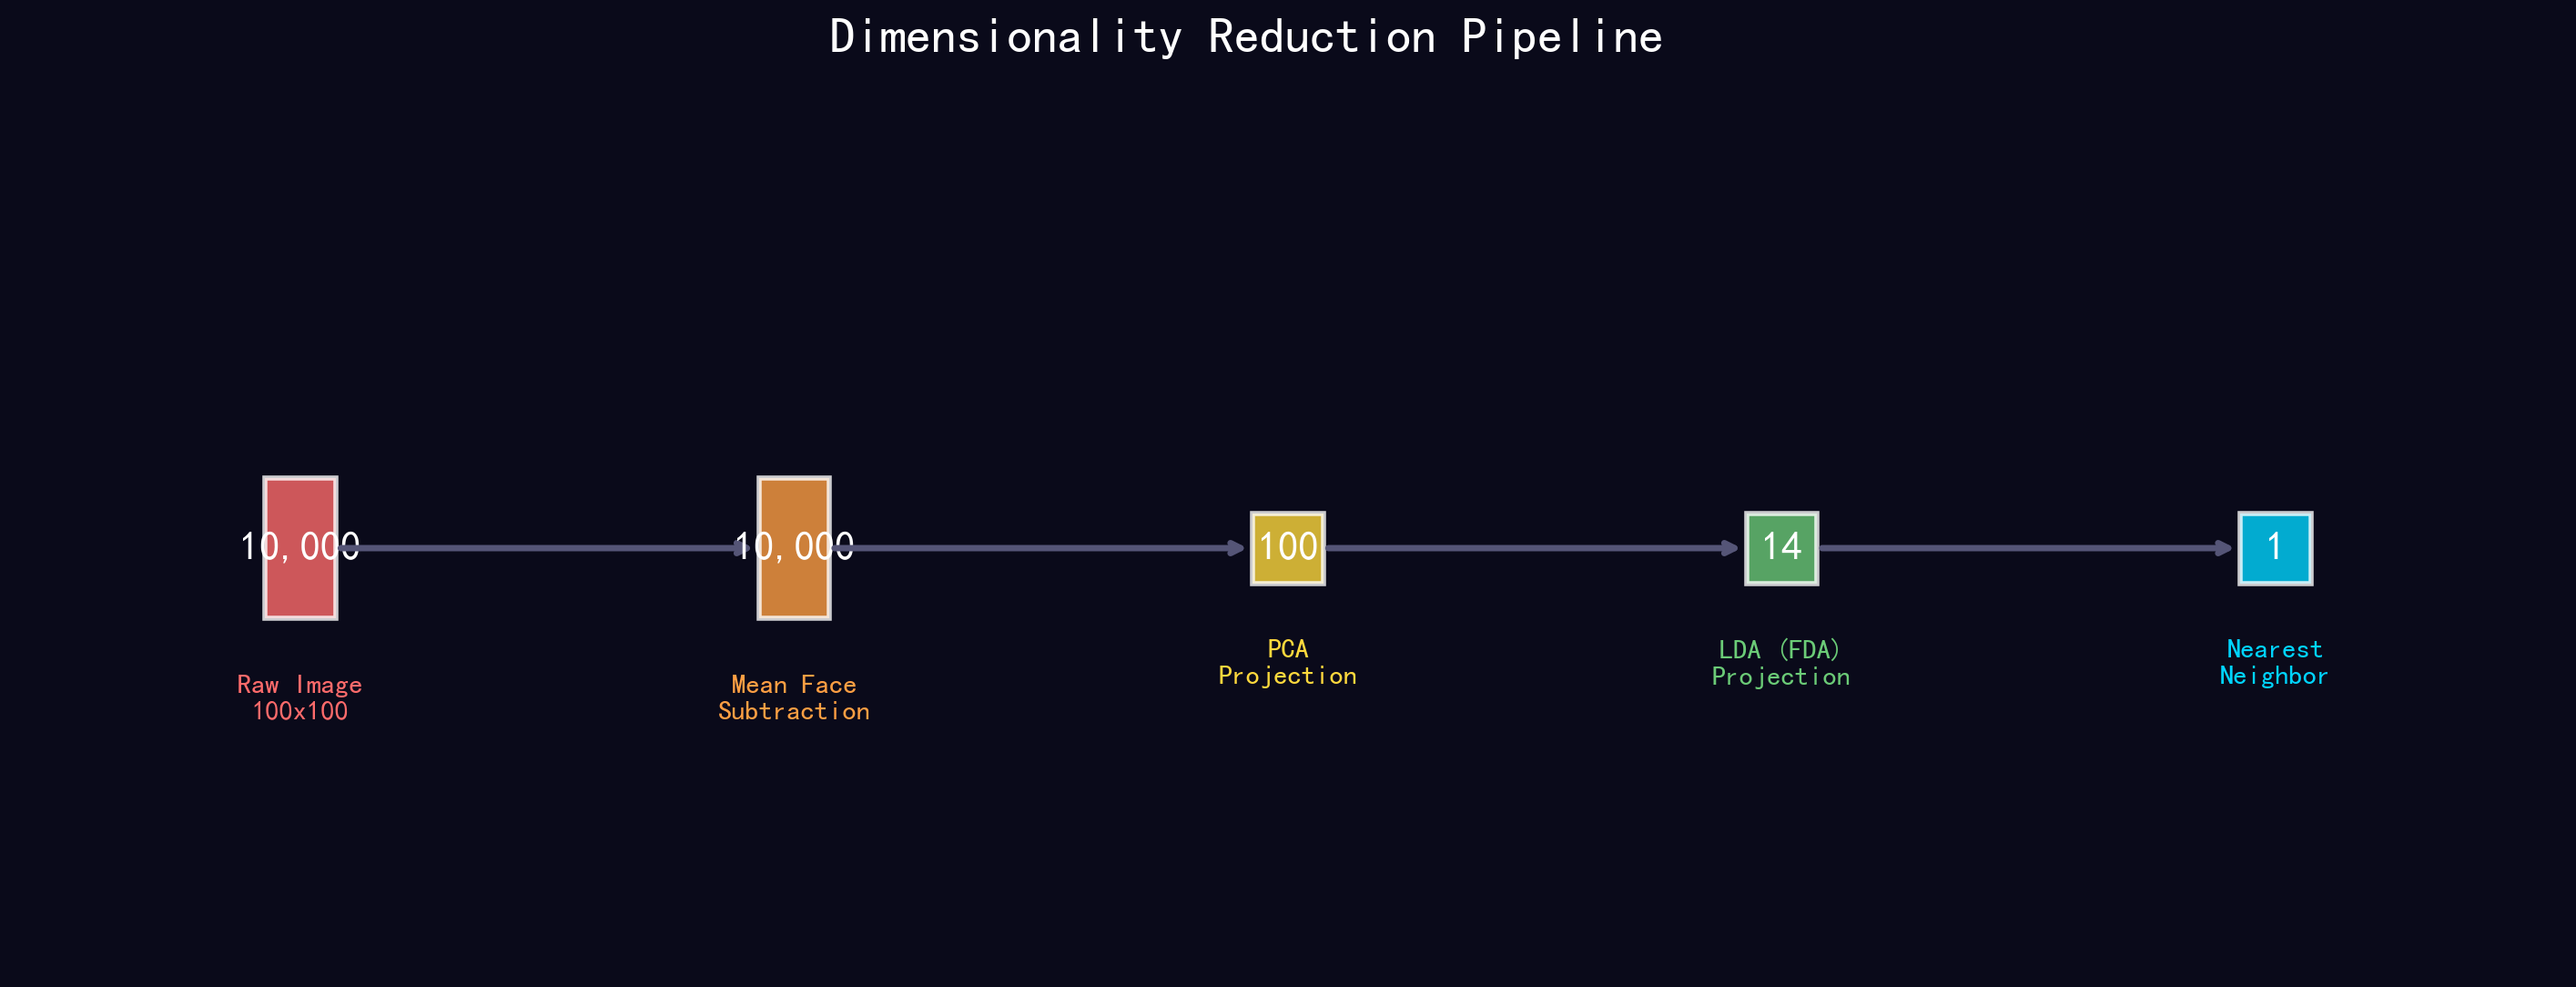 Dimensionality Reduction Pipeline
10,000
10,000
100
14
1
Raw Image
100x100
Mean Face
Subtraction
PCA
Projection
LDA (FDA)
Projection
Nearest
Neighbor